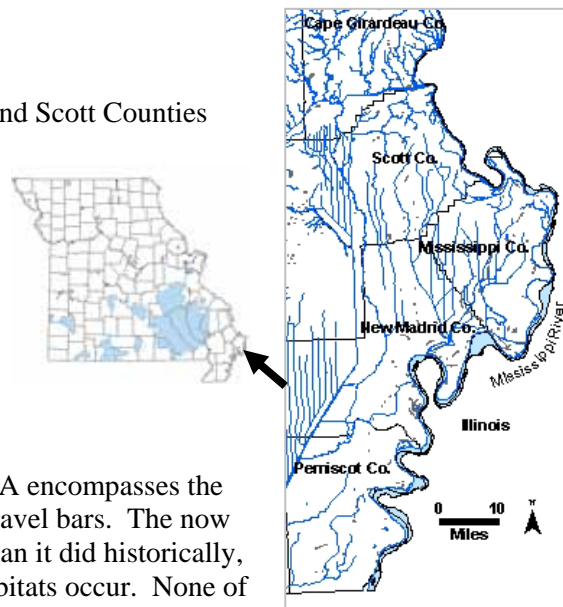 Cape Girardeau Co.
nd Scott Counties
Scott Co.
Mississippi Co.
New Madrid Co.
Mississippi River
Illinois
Pemiscot Co.
0 10
Miles
N
A encompasses the
avel bars. The now
an it did historically,
bitats occur. None of